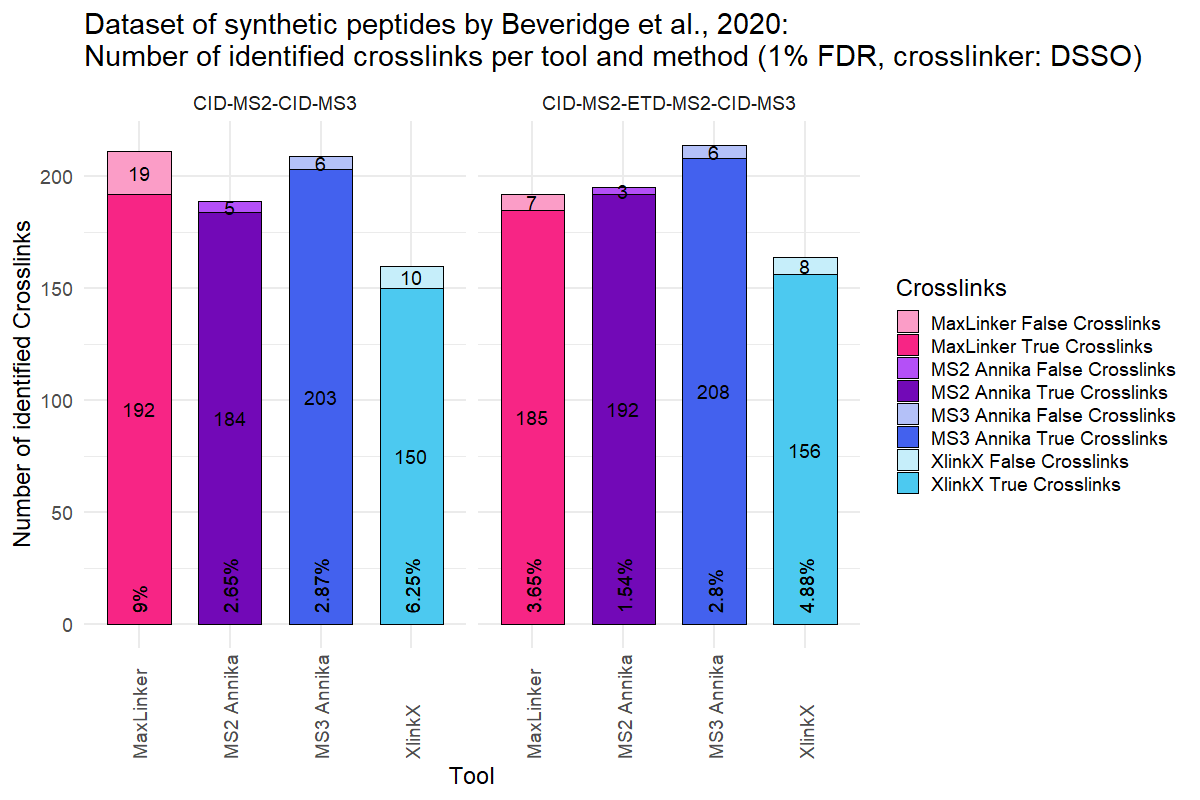 Dataset of synthetic peptides by Beveridge et al., 2020:
Number of identified crosslinks per tool and method (1% FDR, crosslinker: DSSO)
CID-MS2-CID-MS3
CID-MS2-ETD-MS2-CID-MS3
Number of identified Crosslinks
200
150
100
50
0
19
192
9%
5
184
2.65%
6
203
2.87%
10
150
6.25%
7
185
3.65%
3
192
1.54%
6
208
2.8%
8
156
4.88%
MaxLinker
MS2 Annika
MS3 Annika
XlinkX
MaxLinker
MS2 Annika
MS3 Annika
XlinkX
Tool
Crosslinks
MaxLinker False Crosslinks
MaxLinker True Crosslinks
MS2 Annika False Crosslinks
MS2 Annika True Crosslinks
MS3 Annika False Crosslinks
MS3 Annika True Crosslinks
XlinkX False Crosslinks
XlinkX True Crosslinks